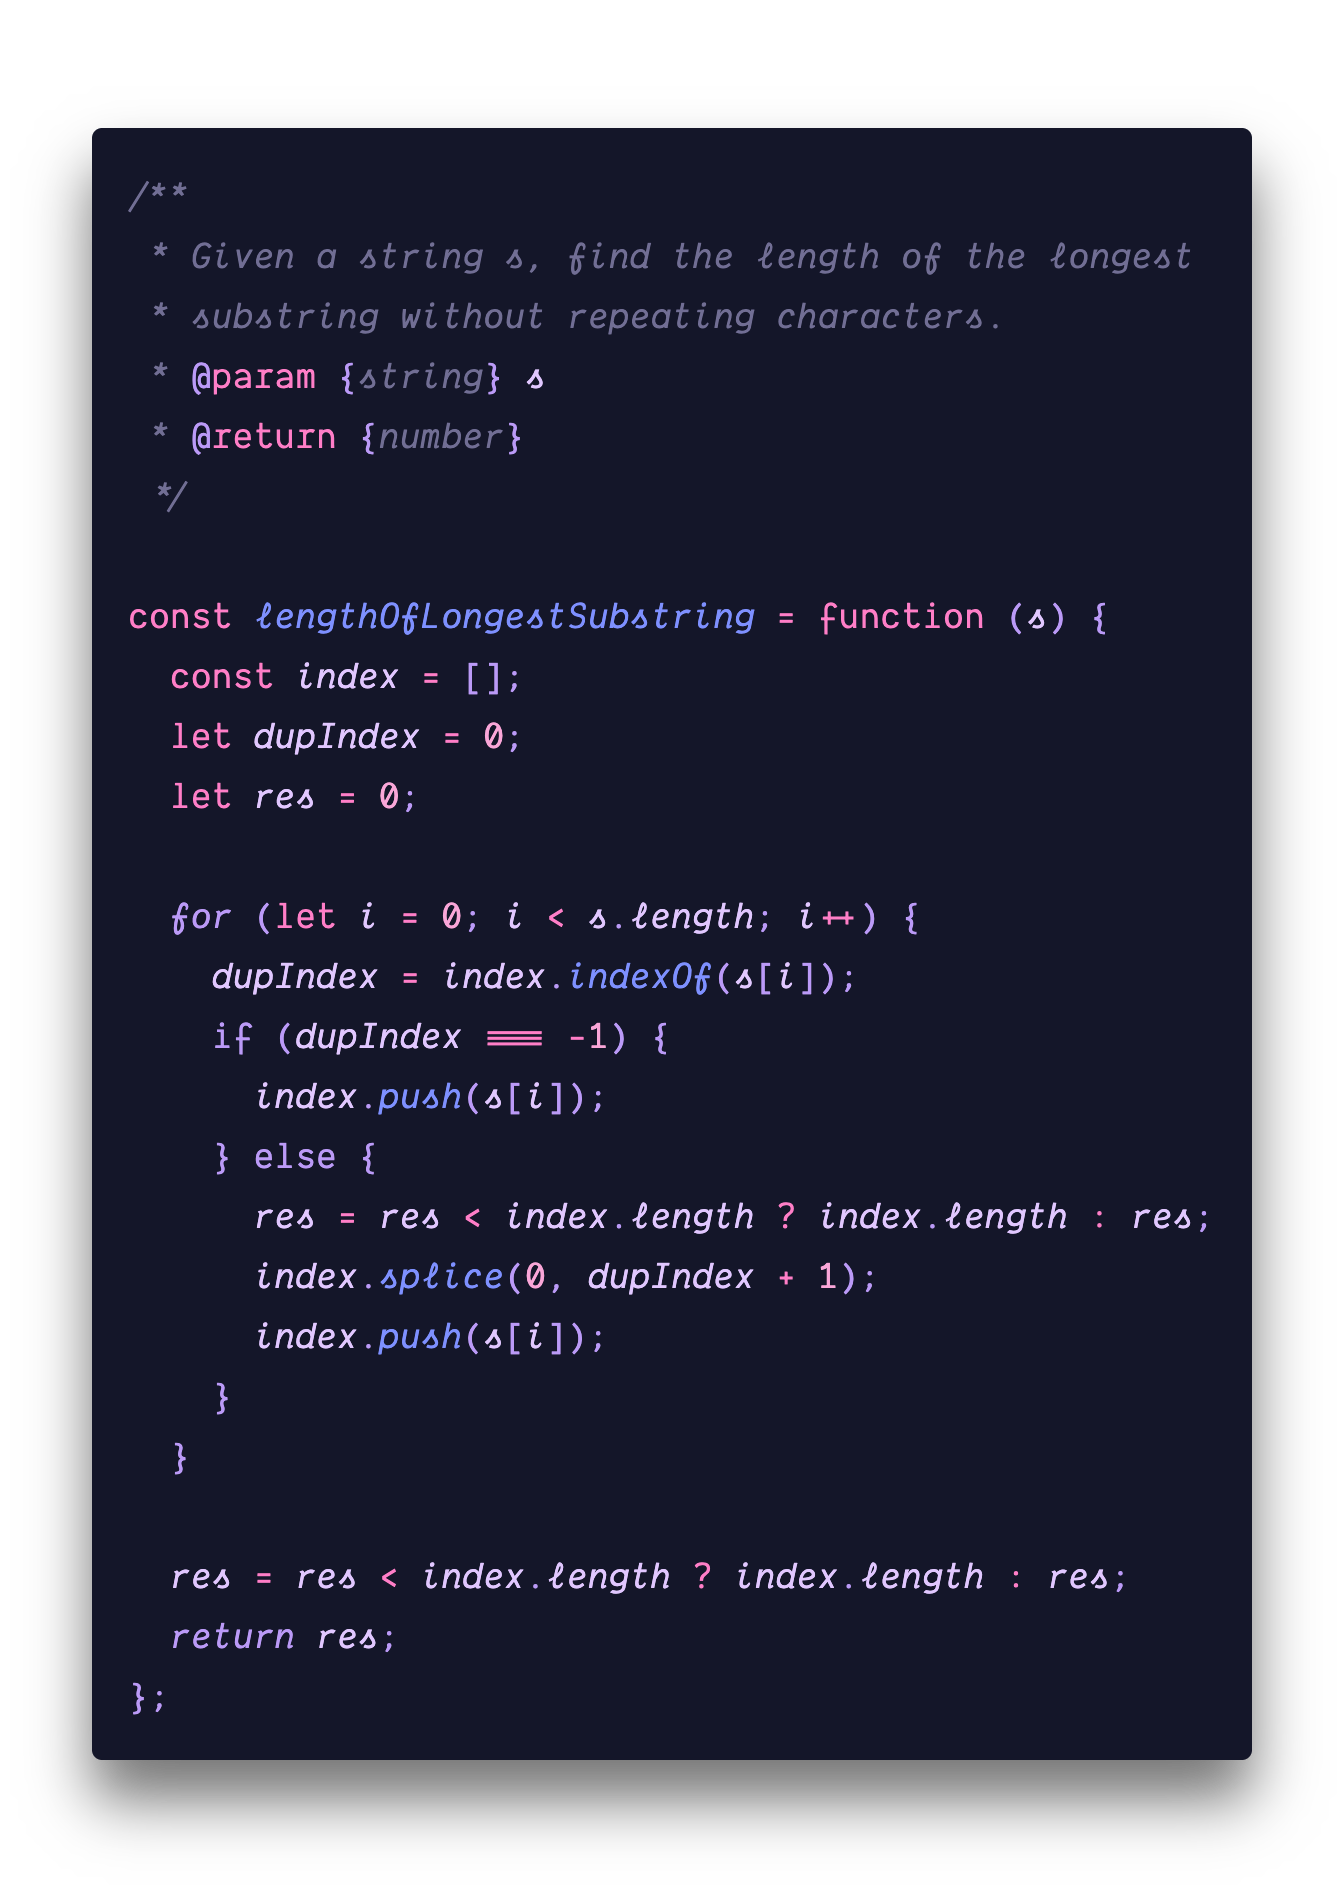 /**
 * Given a string s, find the length of the longest
 * substring without repeating characters.
 * @param {string} s
 * @return {number}
 */

const lengthOfLongestSubstring = function (s) {
  const index = [];
  let dupIndex = 0;
  let res = 0;

  for (let i = 0; i < s.length; i++) {
    dupIndex = index.indexOf(s[i]);
    if (dupIndex === -1) {
      index.push(s[i]);
    } else {
      res = res < index.length ? index.length : res;
      index.splice(0, dupIndex + 1);
      index.push(s[i]);
    }
  }

  res = res < index.length ? index.length : res;
  return res;
};